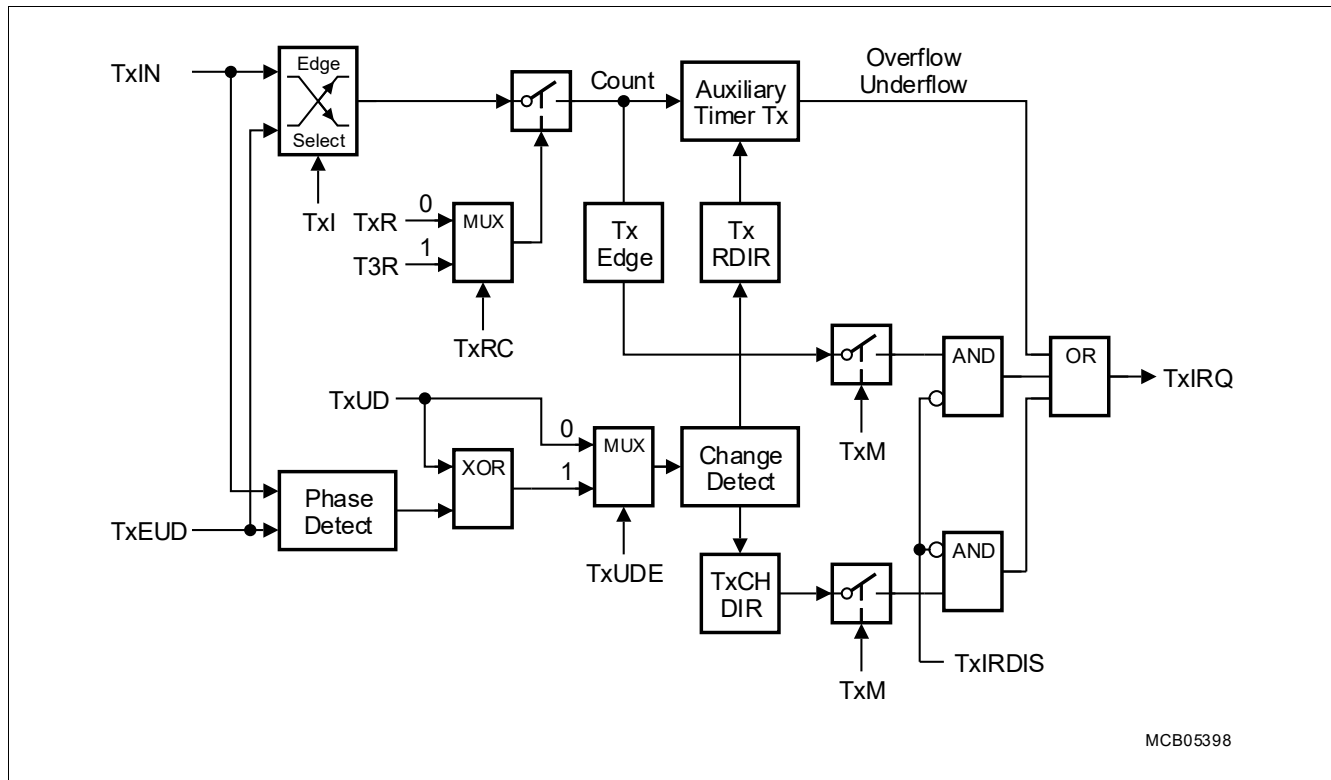 TxIN
Edge
Select
Count
Auxiliary
Timer Tx
Overflow
Underflow
TxI
TxR
0
T3R
1
MUX
TxRC
Tx
Edge
Tx
RDIR
TxM
AND
OR
TxIRQ
TxUD
0
1
MUX
XOR
Phase
Detect
TxEUD
TxUDE
Change
Detect
TxCH
DIR
TxM
AND
TxIRDIS
MCB05398